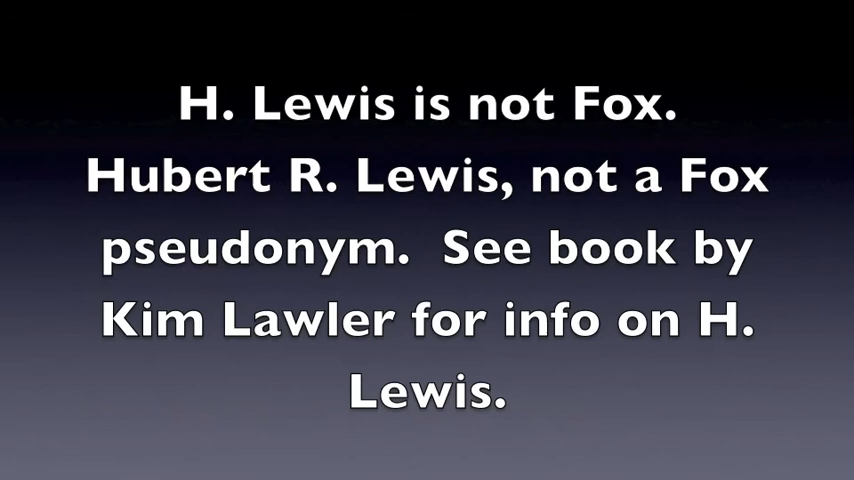 H. Lewis is not Fox.
Hubert R. Lewis, not a Fox
pseudonym.  See book by
Kim Lawler for info on H.
Lewis.